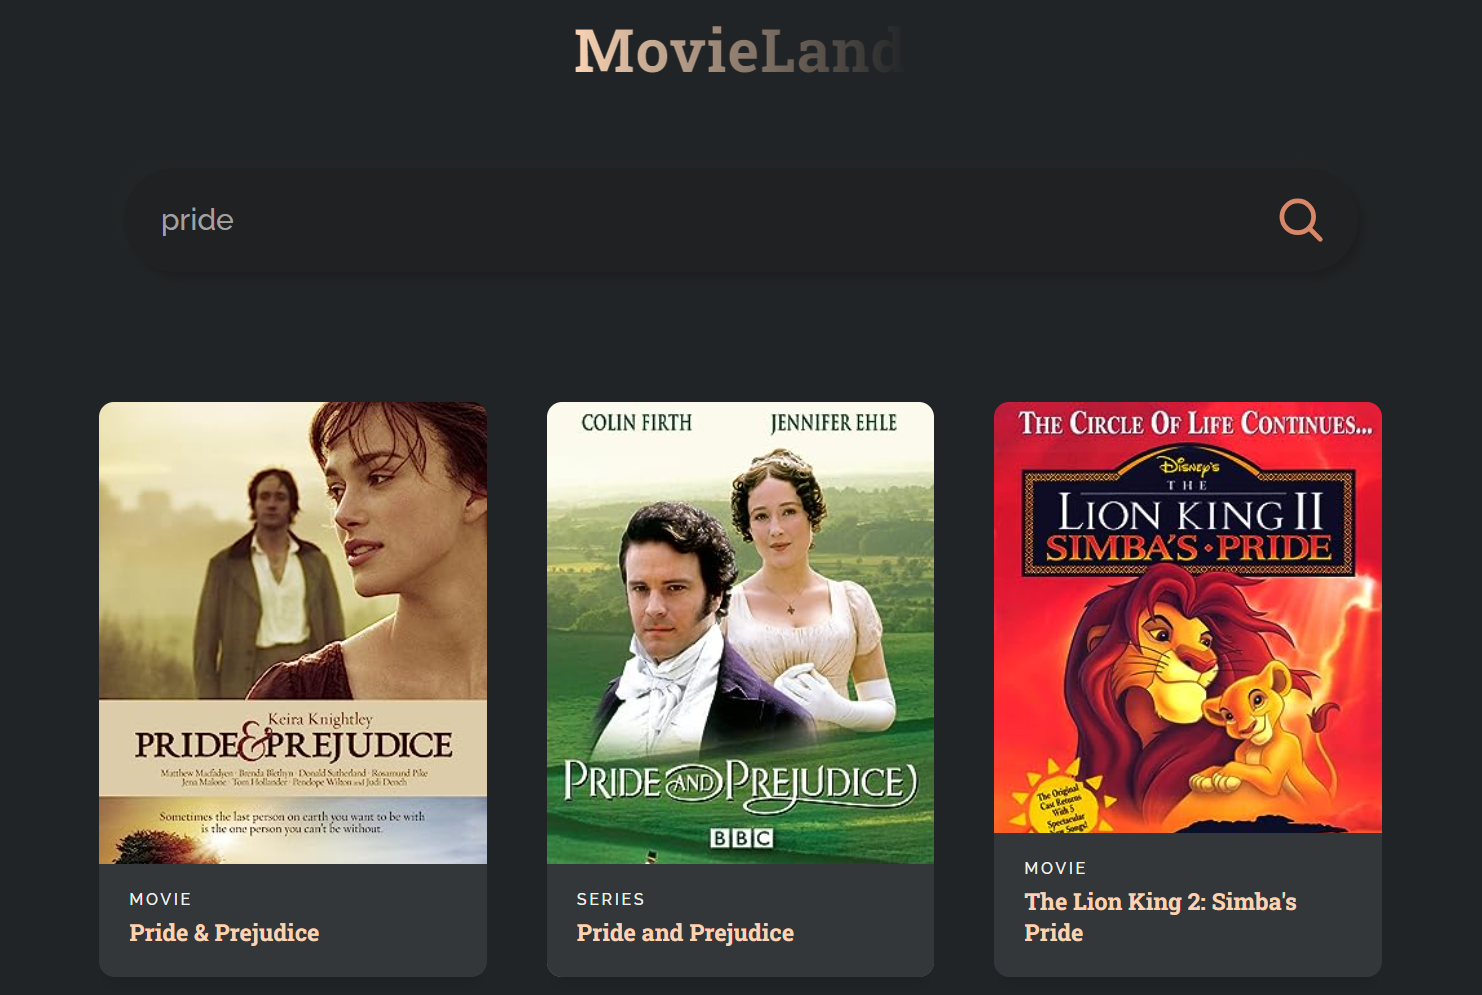 MovieLand
pride
Keira Knightley
PRIDE & PREJUDICE
Matthew Macfadyen · Brenda Blethyn · Donald Sutherland · Rosamund Pike
Jena Malone · Tom Hollander · Penelope Wilton and Judi Dench
Sometimes the last person on earth you want to be with
is the one person you can't be without.
MOVIE
Pride & Prejudice
COLIN FIRTH JENNIFER EHLE
PRIDE AND PREJUDICE
BBC
SERIES
Pride and Prejudice
THE CIRCLE OF LIFE CONTINUES...
DISNEY'S
THE
LION KING II
SIMBA'S · PRIDE
The Original
Cast Returns
With 5
Spectacular
Songs!
MOVIE
The Lion King 2: Simba's
Pride